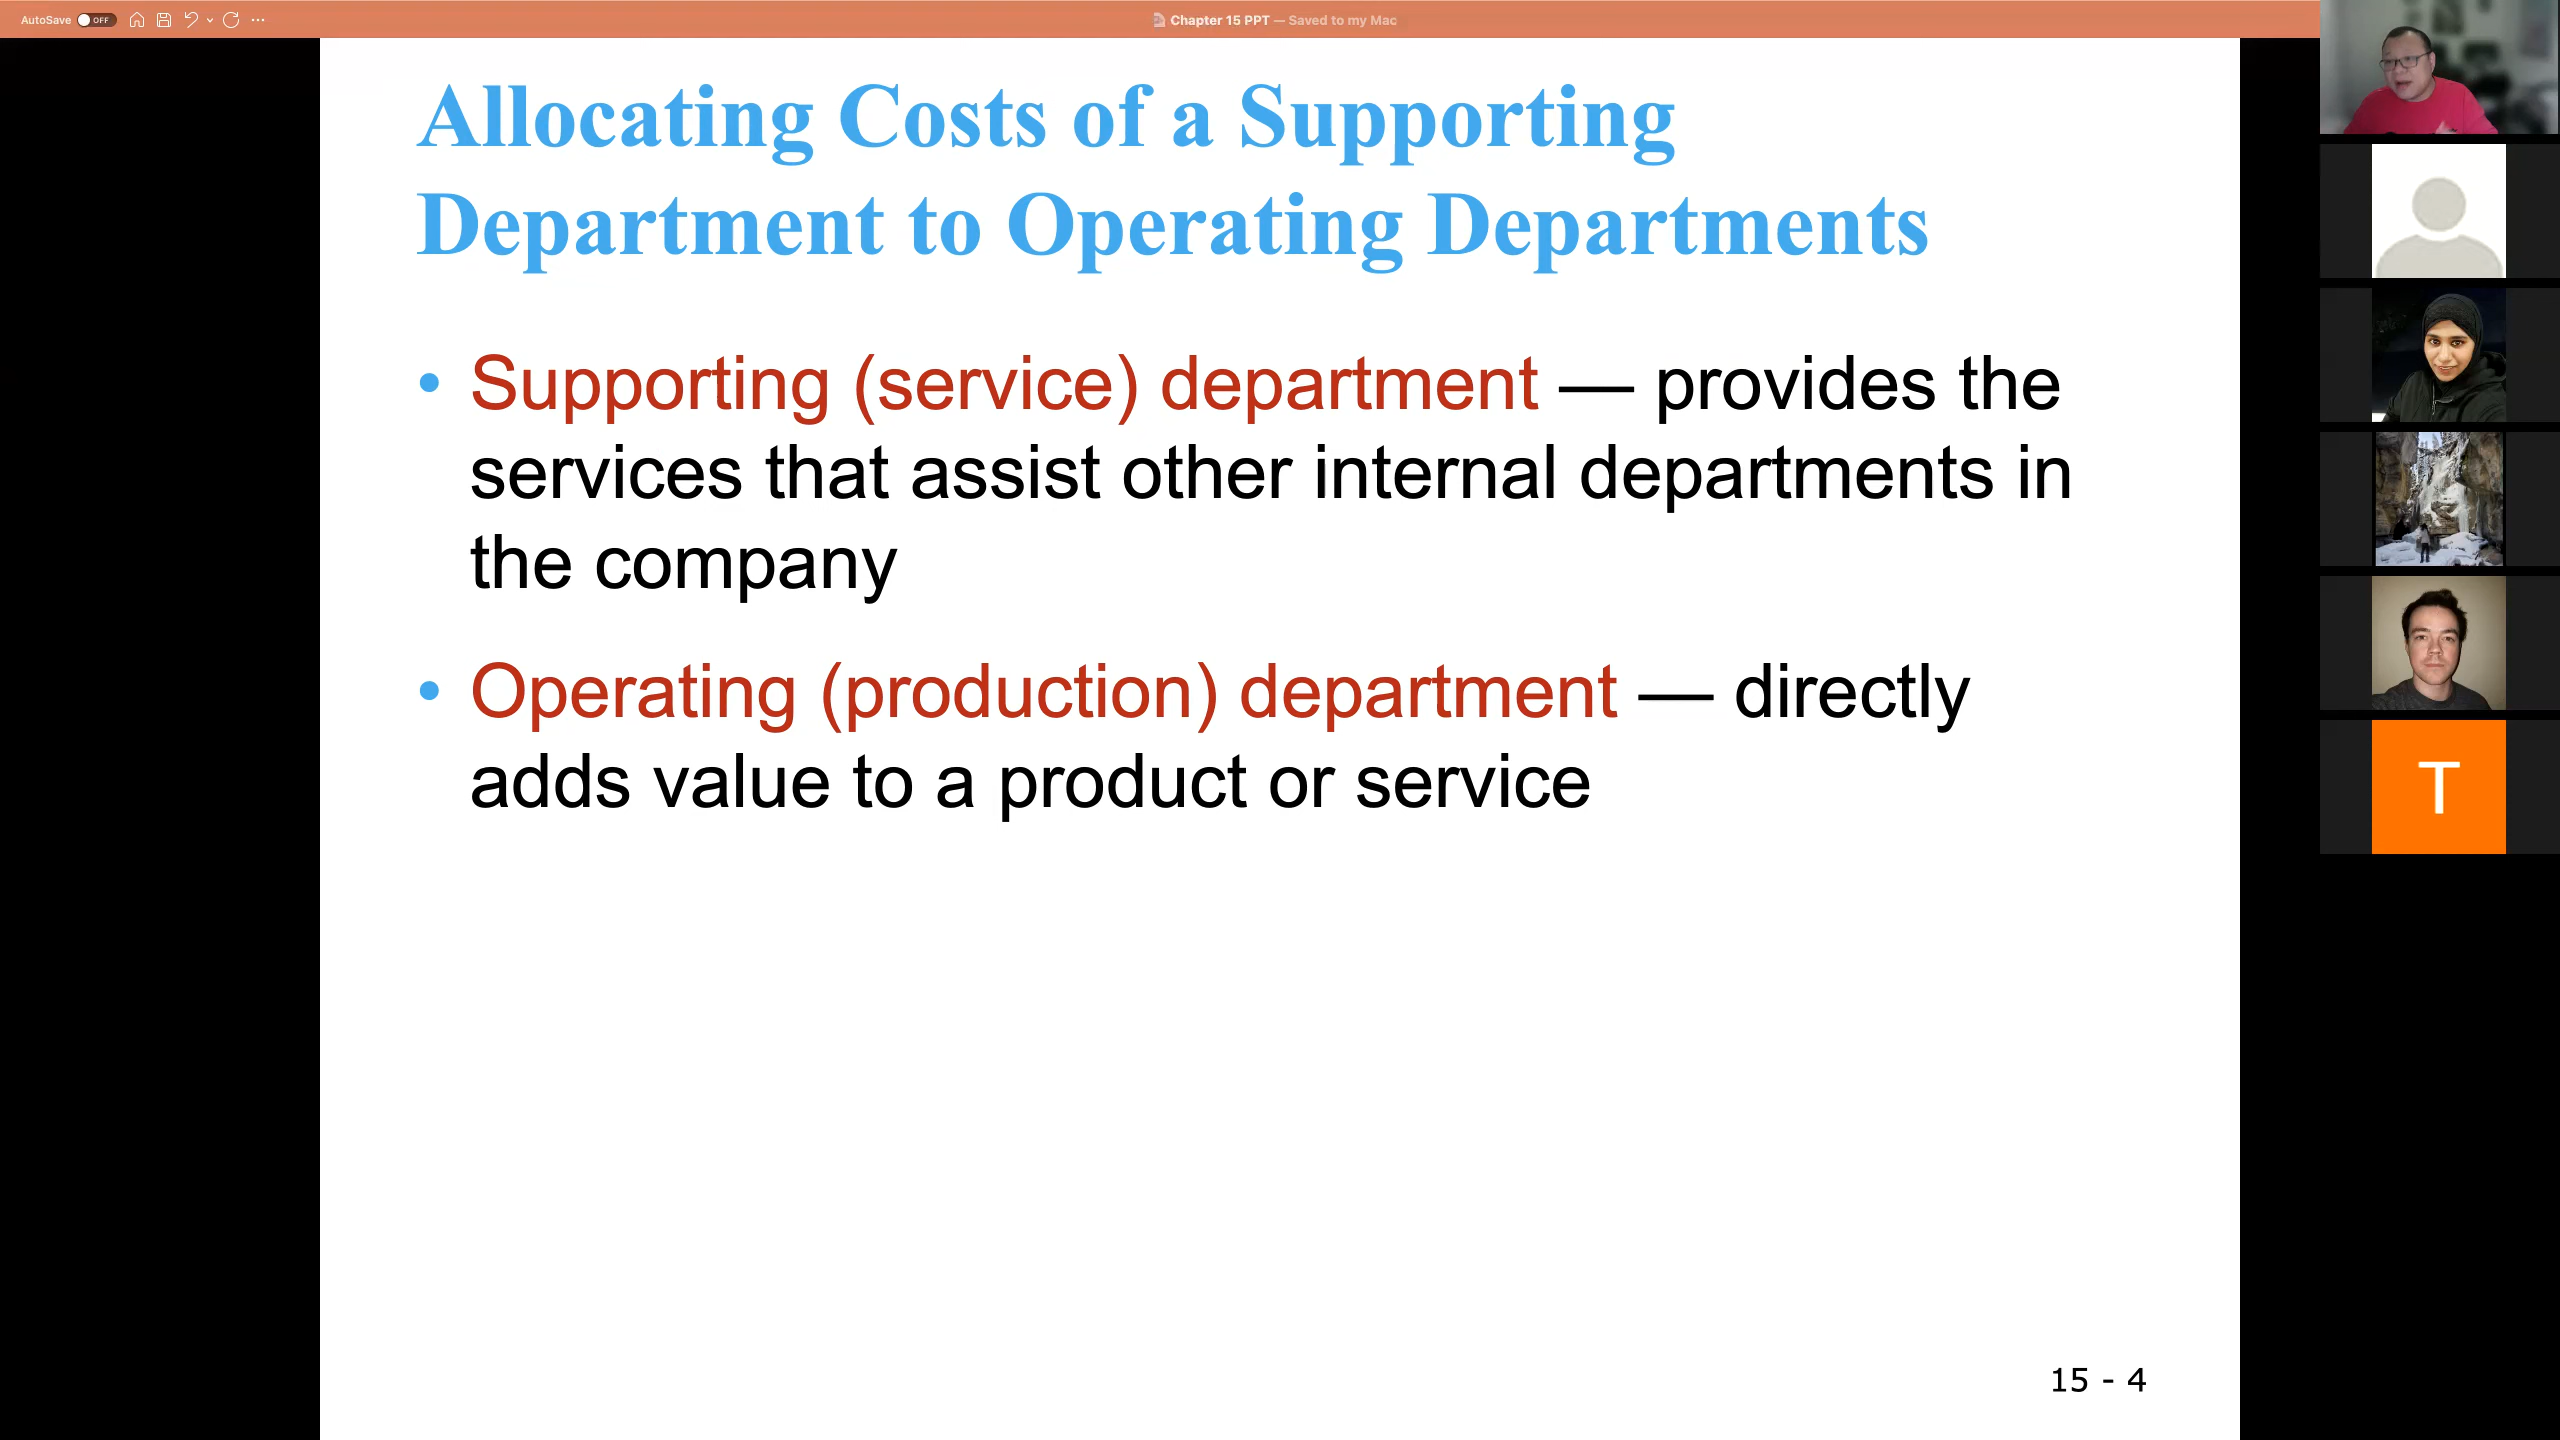 AutoSave OFF
Chapter 15 PPT — Saved to my Mac
Allocating Costs of a Supporting
Department to Operating Departments
• Supporting (service) department — provides the
services that assist other internal departments in
the company
• Operating (production) department — directly
adds value to a product or service
T
15 - 4